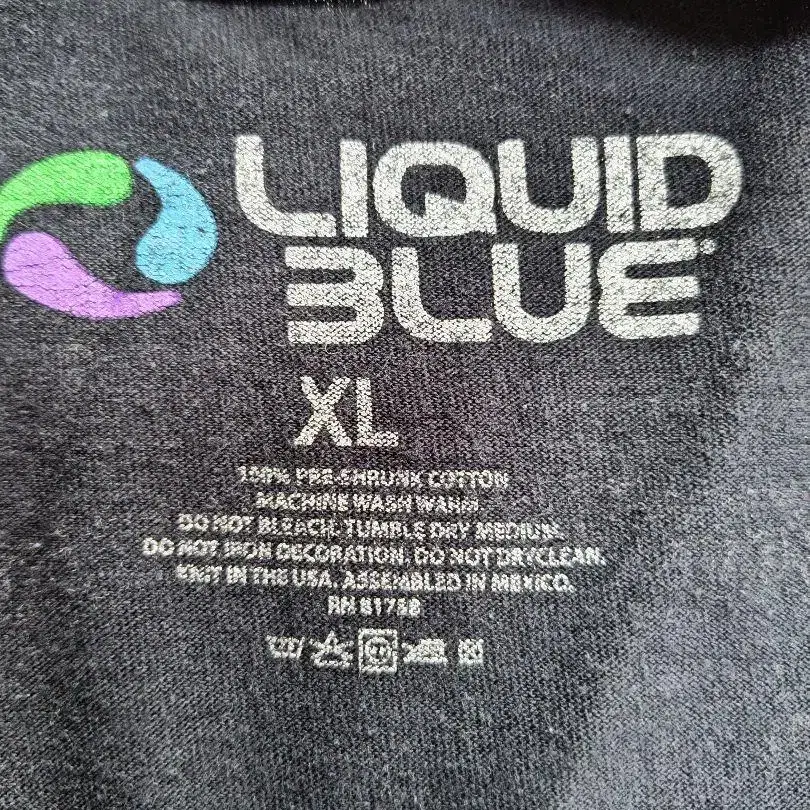 LIQUID
BLUE
XL
100% PRE-SHRUNK COTTON
MACHINE WASH WARM.
DO NOT BLEACH. TUMBLE DRY MEDIUM.
DO NOT IRON DECORATION. DO NOT DRYCLEAN.
KNIT IN THE USA. ASSEMBLED IN MEXICO.
RN 81758